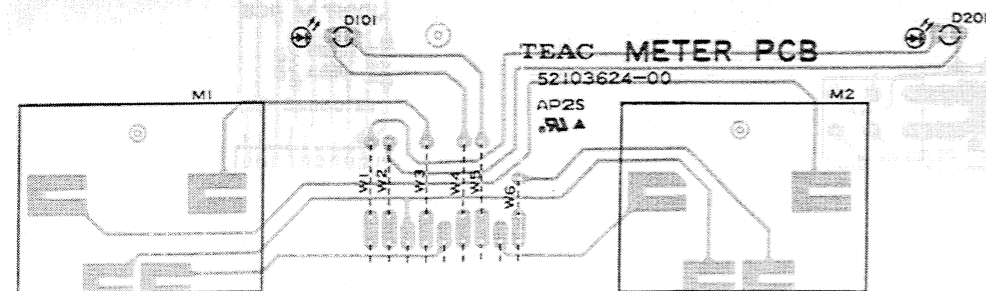 D101
D201
TEAC METER PCB
52103624-00
AP2S
M1
M2
W1
W2
W3
W4
W5
W6